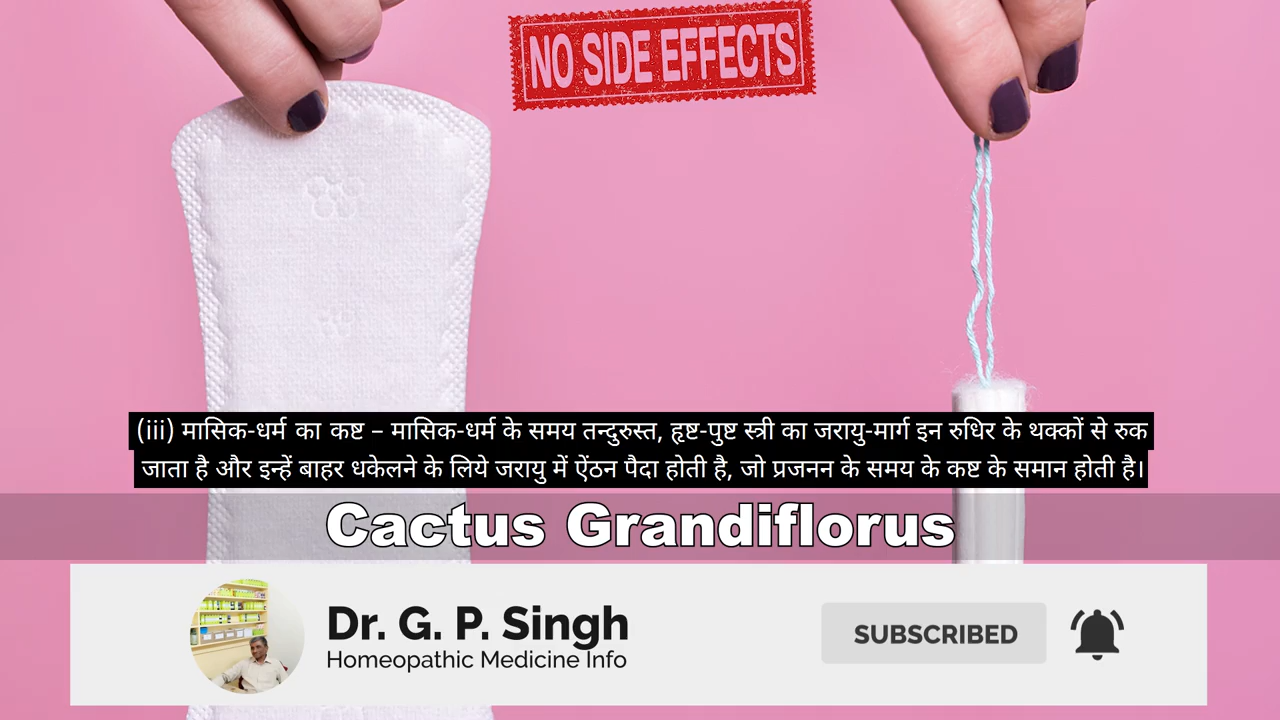 NO SIDE EFFECTS
(iii) मासिक-धर्म का कष्ट – मासिक-धर्म के समय तन्दुरुस्त, हृष्ट-पुष्ट स्त्री का जरायु-मार्ग इन रुधिर के थक्कों से रुक
जाता है और इन्हें बाहर धकेलने के लिये जरायु में ऐंठन पैदा होती है, जो प्रजनन के समय के कष्ट के समान होती है।
Cactus Grandiflorus
Dr. G. P. Singh
Homeopathic Medicine Info
SUBSCRIBED